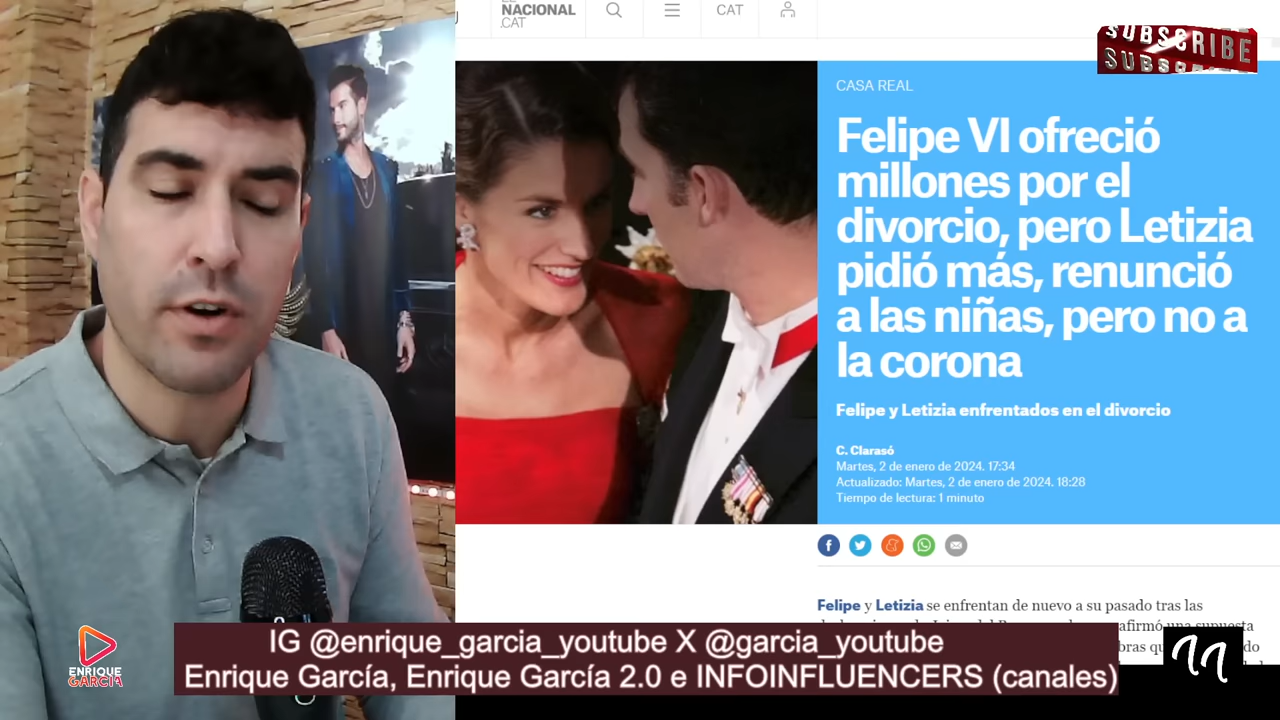 NACIONAL
.CAT
CAT
SUBSCRIBE
SUBSCRIBE
CASA REAL
Felipe VI ofreció
millones por el
divorcio, pero Letizia
pidió más, renunció
a las niñas, pero no a
la corona
Felipe y Letizia enfrentados en el divorcio
C. Clarasó
Martes, 2 de enero de 2024. 17:34
Actualizado: Martes, 2 de enero de 2024. 18:28
Tiempo de lectura: 1 minuto
Felipe y Letizia se enfrentan de nuevo a su pasado tras las
afirmó una supuesta
IG @enrique_garcia_youtube X @garcia_youtube
Enrique García, Enrique García 2.0 e INFOINFLUENCERS (canales)
ENRIQUE
GARCÍA